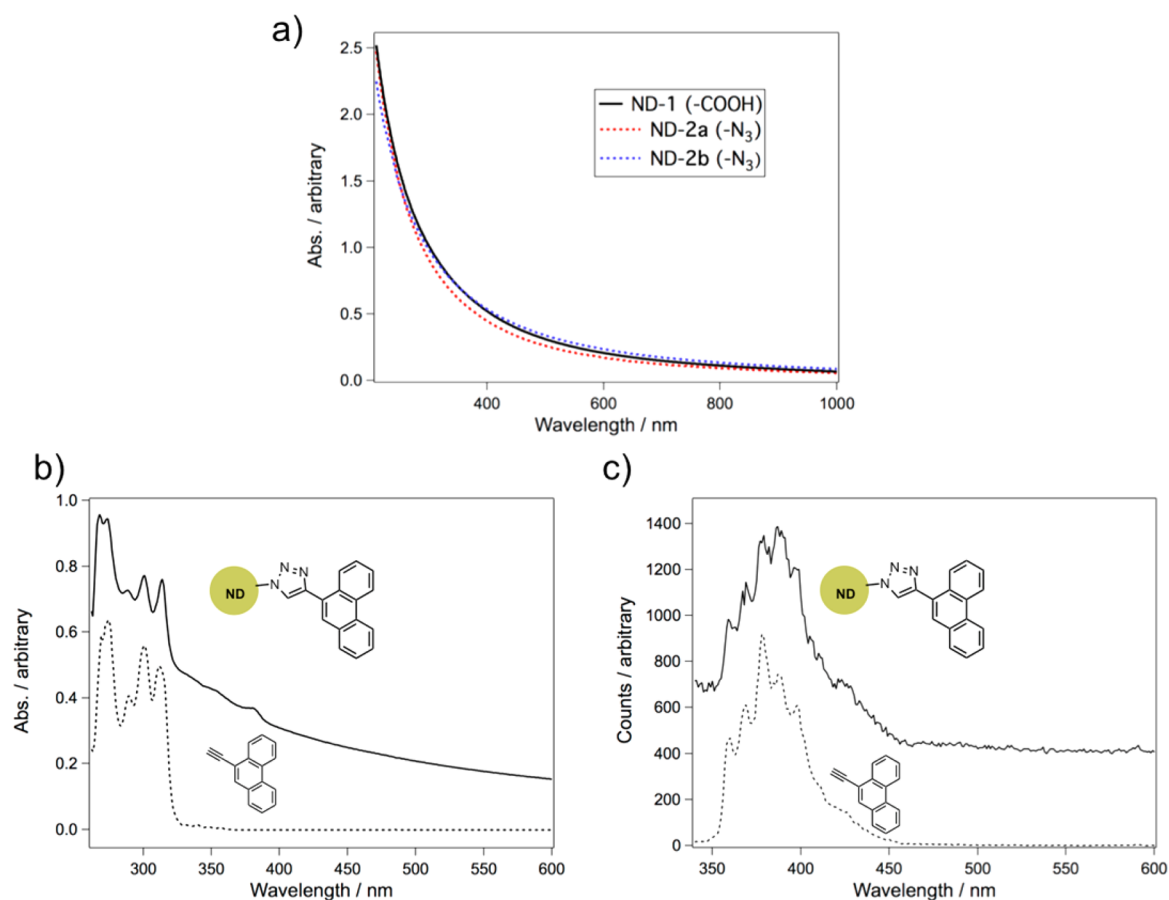 a)
2.5
2.0
1.5
1.0
0.5
0.0
Abs. / arbitrary
ND-1 (-COOH)
ND-2a (-N₃)
ND-2b (-N₃)
400
600
800
1000
Wavelength / nm
b)
1.0
0.8
0.6
0.4
0.2
0.0
Abs. / arbitrary
ND
N
N
N
300
350
400
450
500
550
600
Wavelength / nm
c)
1400
1200
1000
800
600
400
200
0
Counts / arbitrary
ND
N
N
N
350
400
450
500
550
600
Wavelength / nm